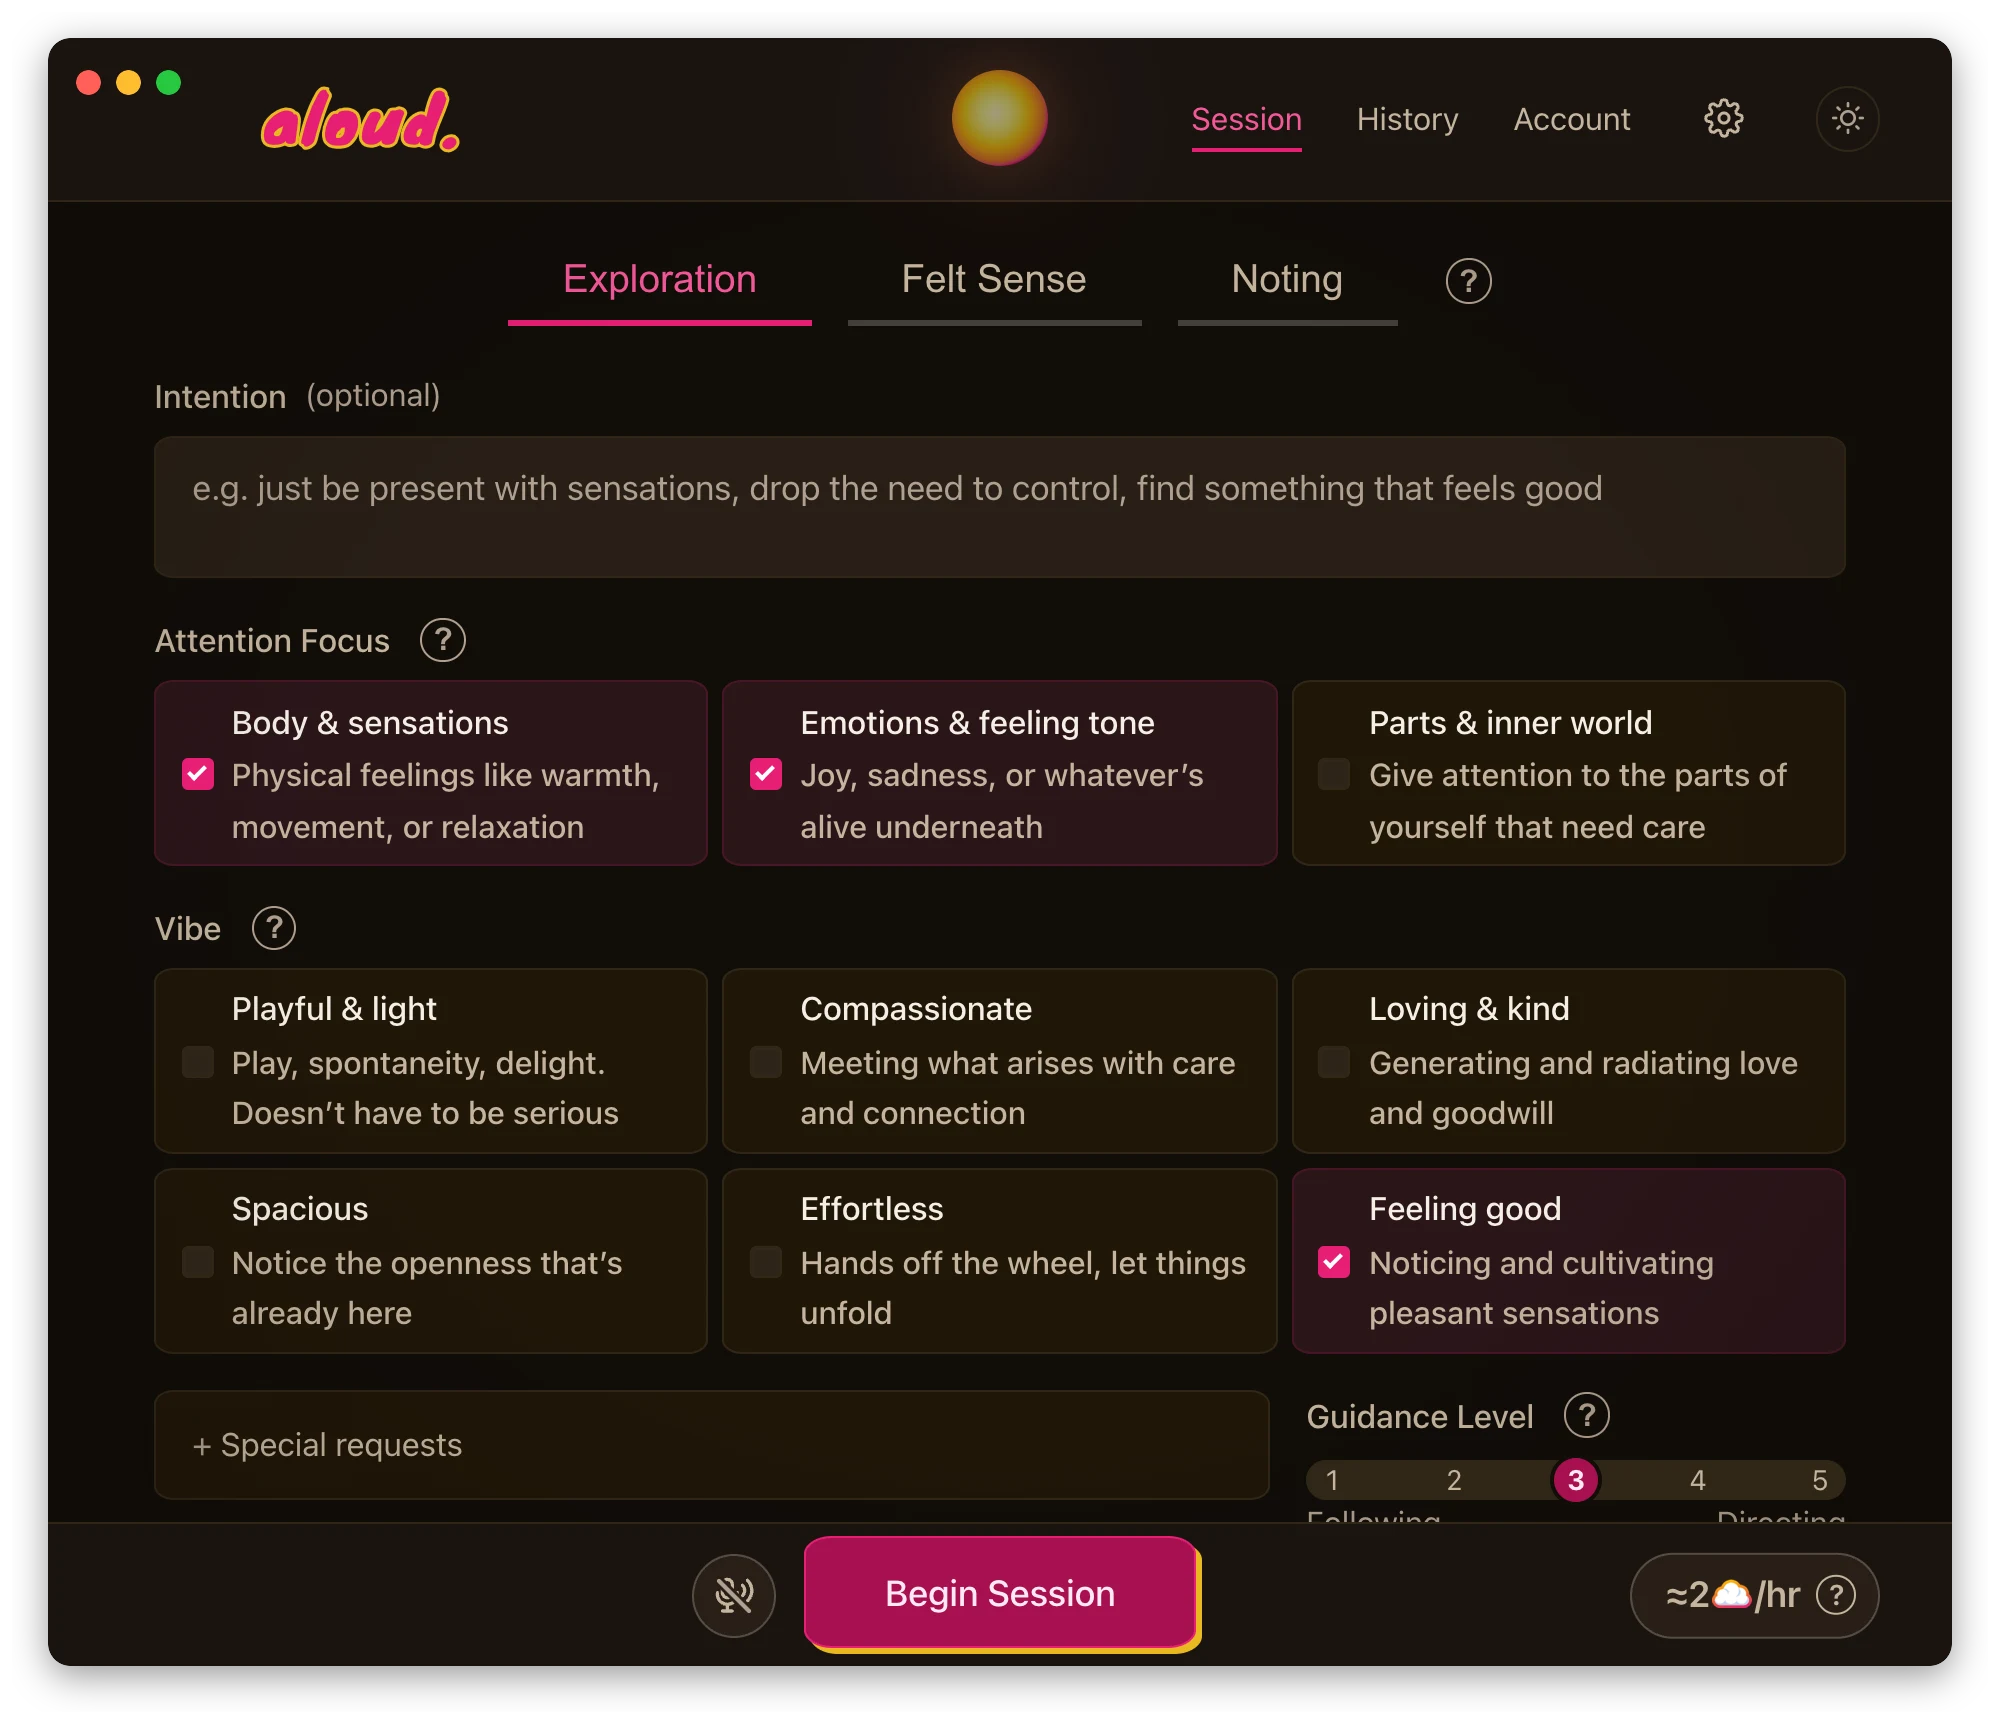 aloud.
Session
History
Account
Exploration
Felt Sense
Noting
?
Intention (optional)
e.g. just be present with sensations, drop the need to control, find something that feels good
Attention Focus ?
Body & sensations
Physical feelings like warmth,
movement, or relaxation
Emotions & feeling tone
Joy, sadness, or whatever’s
alive underneath
Parts & inner world
Give attention to the parts of
yourself that need care
Vibe ?
Playful & light
Play, spontaneity, delight.
Doesn’t have to be serious
Compassionate
Meeting what arises with care
and connection
Loving & kind
Generating and radiating love
and goodwill
Spacious
Notice the openness that’s
already here
Effortless
Hands off the wheel, let things
unfold
Feeling good
Noticing and cultivating
pleasant sensations
+ Special requests
Guidance Level ?
1 2 3 4 5
Following Directing
Begin Session
≈2☁️/hr ?